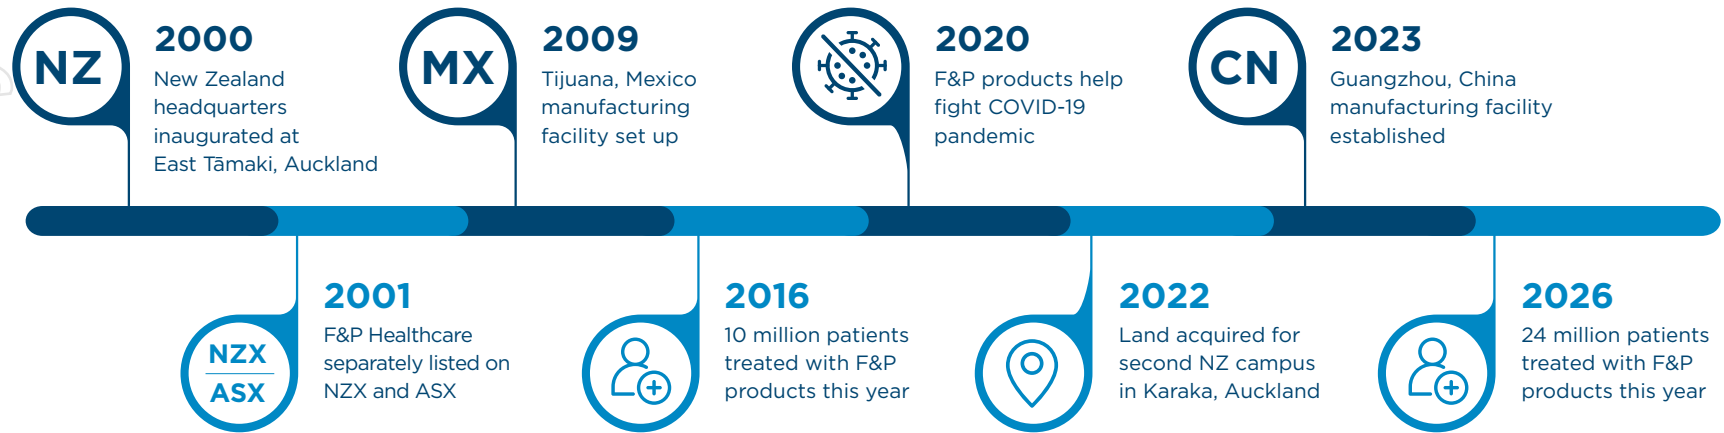 NZ
2000
New Zealand
headquarters
inaugurated at
East Tāmaki, Auckland
MX
2009
Tijuana, Mexico
manufacturing
facility set up
2020
F&P products help
fight COVID-19
pandemic
CN
2023
Guangzhou, China
manufacturing facility
established
NZX
ASX
2001
F&P Healthcare
separately listed on
NZX and ASX
2016
10 million patients
treated with F&P
products this year
2022
Land acquired for
second NZ campus
in Karaka, Auckland
2026
24 million patients
treated with F&P
products this year